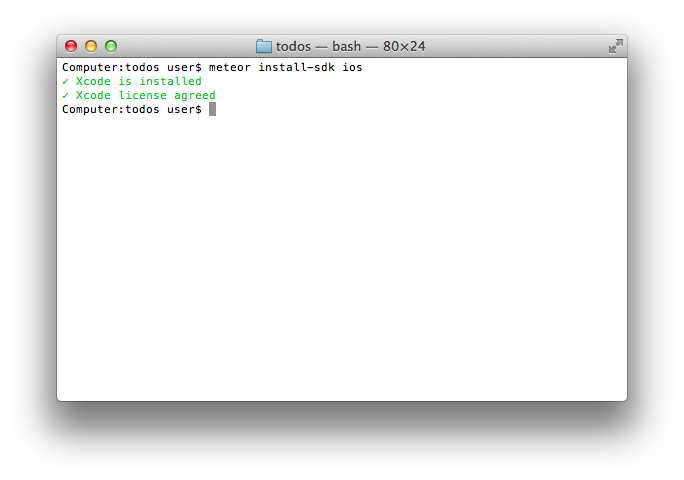 todos — bash — 80×24
Computer:todos user$ meteor install-sdk ios
✓ Xcode is installed
✓ Xcode license agreed
Computer:todos user$